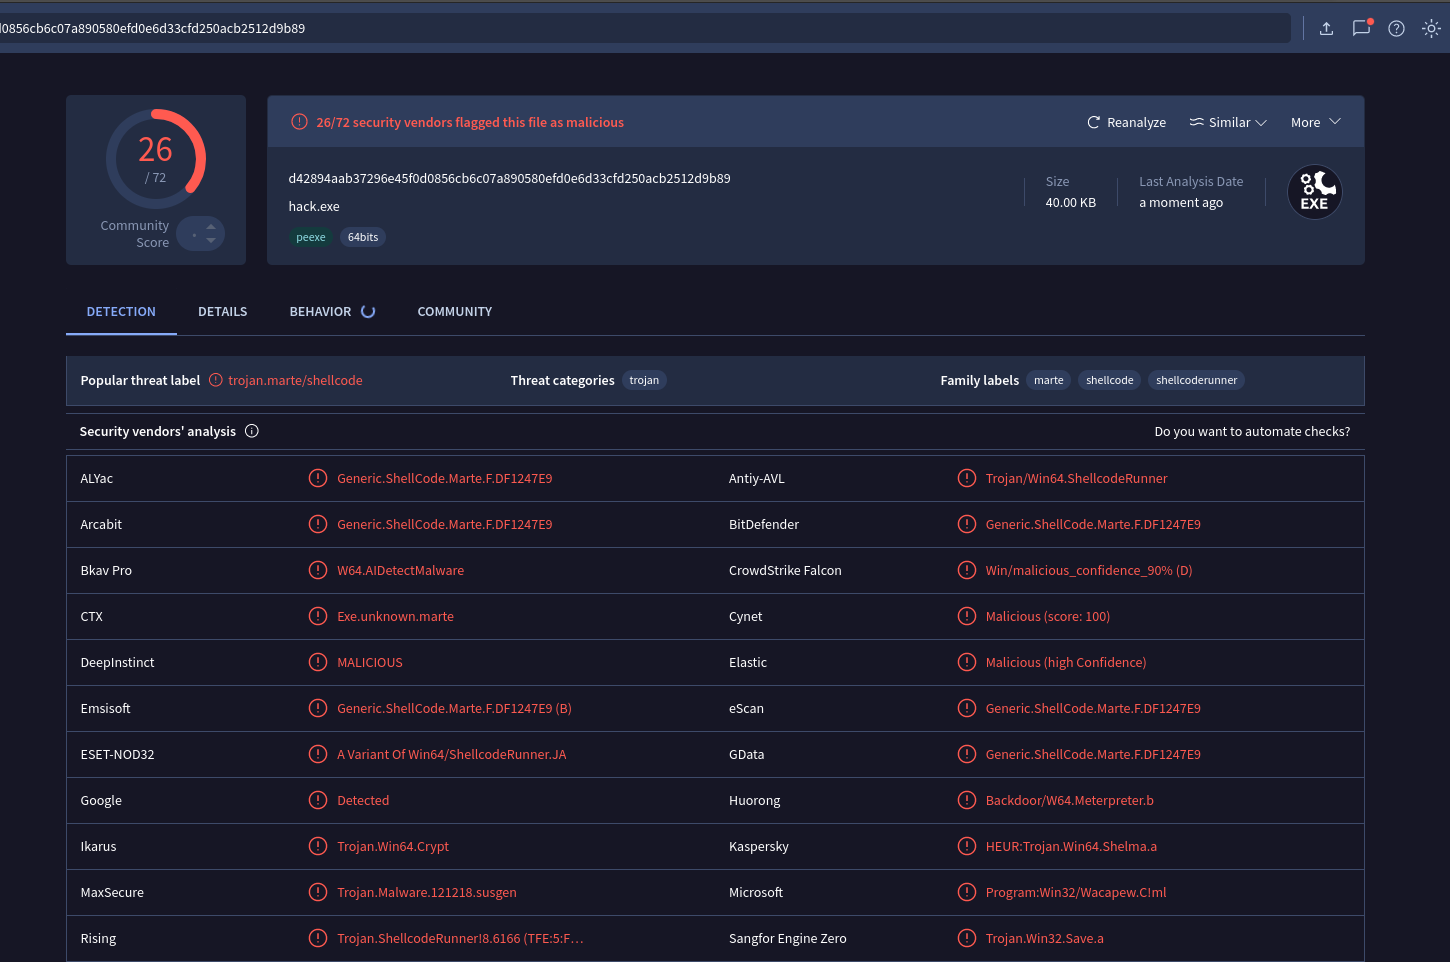 0856cb6c07a890580efd0e6d33cfd250acb2512d9b89
26
/ 72
Community
Score
26/72 security vendors flagged this file as malicious
Reanalyze
Similar
More
d42894aab37296e45f0d0856cb6c07a890580efd0e6d33cfd250acb2512d9b89
hack.exe
peexe
64bits
Size
40.00 KB
Last Analysis Date
a moment ago
EXE
DETECTION
DETAILS
BEHAVIOR
COMMUNITY
Popular threat label
trojan.marte/shellcode
Threat categories
trojan
Family labels
marte
shellcode
shellcoderunner
Security vendors' analysis
Do you want to automate checks?
ALYac
Generic.ShellCode.Marte.F.DF1247E9
Antiy-AVL
Trojan/Win64.ShellcodeRunner
Arcabit
Generic.ShellCode.Marte.F.DF1247E9
BitDefender
Generic.ShellCode.Marte.F.DF1247E9
Bkav Pro
W64.AIDetectMalware
CrowdStrike Falcon
Win/malicious_confidence_90% (D)
CTX
Exe.unknown.marte
Cynet
Malicious (score: 100)
DeepInstinct
MALICIOUS
Elastic
Malicious (high Confidence)
Emsisoft
Generic.ShellCode.Marte.F.DF1247E9 (B)
eScan
Generic.ShellCode.Marte.F.DF1247E9
ESET-NOD32
A Variant Of Win64/ShellcodeRunner.JA
GData
Generic.ShellCode.Marte.F.DF1247E9
Google
Detected
Huorong
Backdoor/W64.Meterpreter.b
Ikarus
Trojan.Win64.Crypt
Kaspersky
HEUR:Trojan.Win64.Shelma.a
MaxSecure
Trojan.Malware.121218.susgen
Microsoft
Program:Win32/Wacapew.C!ml
Rising
Trojan.ShellcodeRunner!8.6166 (TFE:5:F...
Sangfor Engine Zero
Trojan.Win32.Save.a